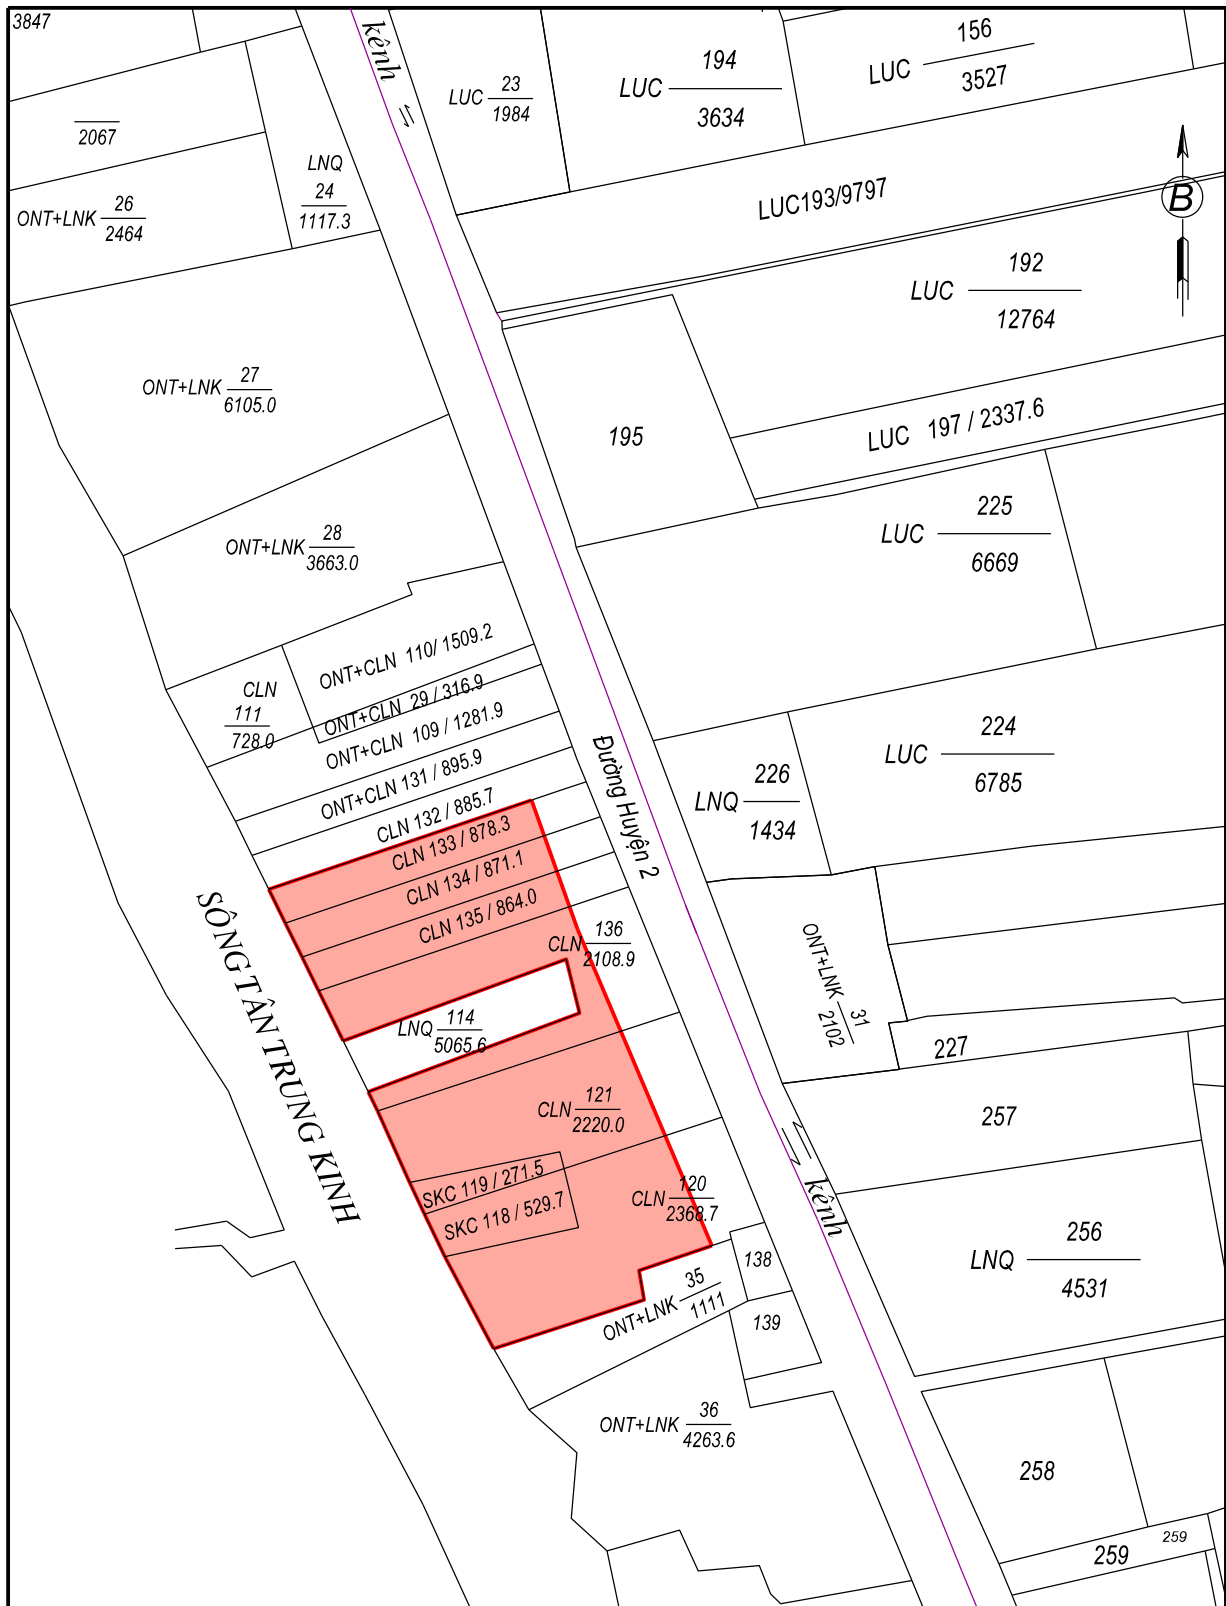 3847
kênh
156
LUC
3527
194
LUC
3634
LUC
23
1984
2067
LNQ
24
1117.3
LUC193/9797
B
ONT+LNK
26
2464
192
LUC
12764
ONT+LNK
27
6105.0
195
LUC 197 / 2337.6
225
LUC
6669
ONT+LNK
28
3663.0
ONT+CLN 110/ 1509.2
CLN
111
728.0
ONT+CLN 29 / 316.9
ONT+CLN 109 / 1281.9
ONT+CLN 131 / 895.9
CLN 132 / 885.7
CLN 133 / 878.3
CLN 134 / 871.1
CLN 135 / 864.0
Đường Huyện 2
224
LUC
6785
226
LNQ
1434
CLN
136
2108.9
SÔNG TÂN TRUNG KINH
LNQ
114
5065.6
ONT+LNK
31
2102
227
CLN
121
2220.0
257
SKC 119 / 271.5
SKC 118 / 529.7
CLN
120
2368.7
kênh
256
LNQ
4531
138
ONT+LNK
35
1111
139
ONT+LNK
36
4263.6
258
259
259